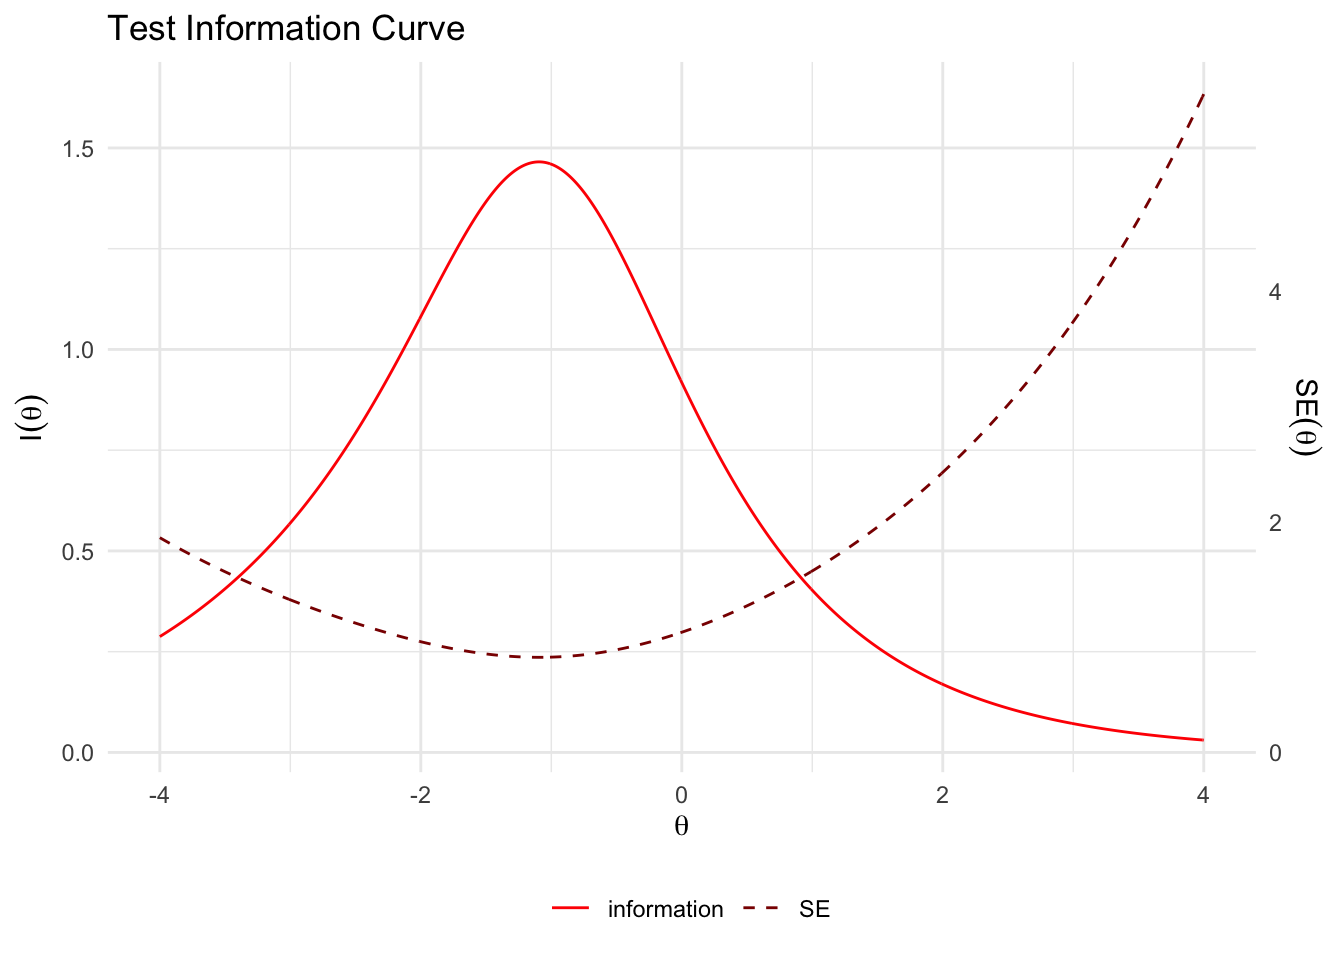 Test Information Curve
1.5
1.0
0.5
0.0
I(θ)
4
2
0
SE(θ)
-4 -2 0 2 4
θ
information SE